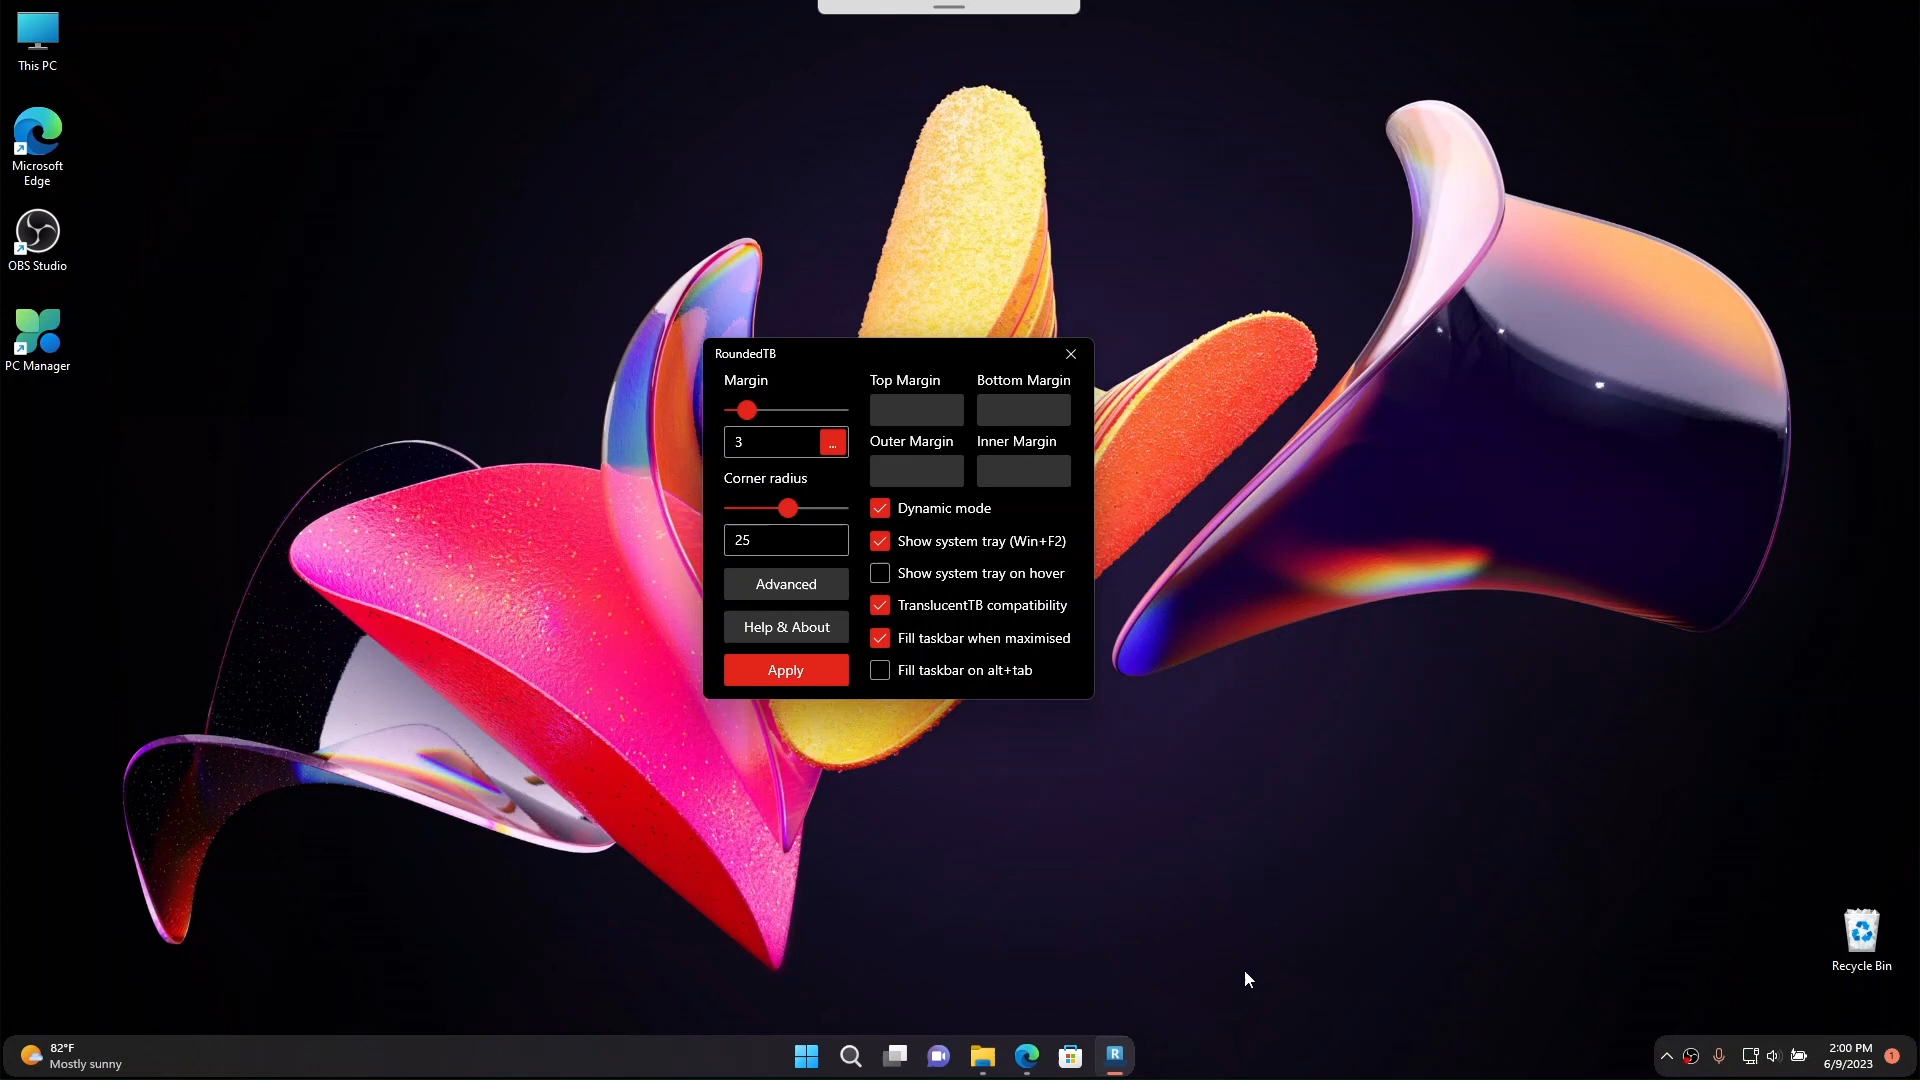 This PC
Microsoft
Edge
OBS Studio
PC Manager
RoundedTB
Margin
3
...
Corner radius
25
Advanced
Help & About
Apply
Top Margin
Bottom Margin
Outer Margin
Inner Margin
Dynamic mode
Show system tray (Win+F2)
Show system tray on hover
TranslucentTB compatibility
Fill taskbar when maximised
Fill taskbar on alt+tab
Recycle Bin
82°F
Mostly sunny
R
2:00 PM
6/9/2023
1